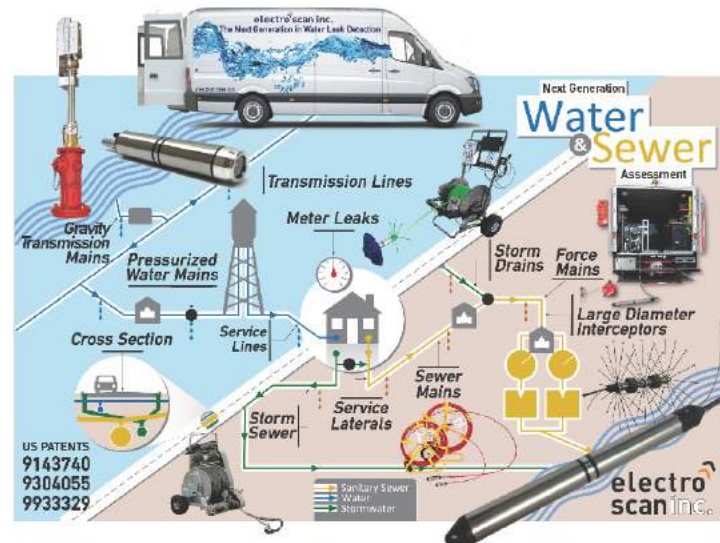 electro scan inc.
The Next Generation in Water Leak Detection
Next Generation
Water
&
Sewer
Assessment
Transmission Lines
Meter Leaks
Gravity
Transmission
Mains
Pressurized
Water Mains
Storm
Drains
Force
Mains
Large Diameter
Interceptors
Cross Section
Service
Lines
Sewer
Mains
Storm
Sewer
Service
Laterals
US PATENTS
9143740
9304055
9933329
Sanitary Sewer
Water
Stormwater
electro
scan inc.